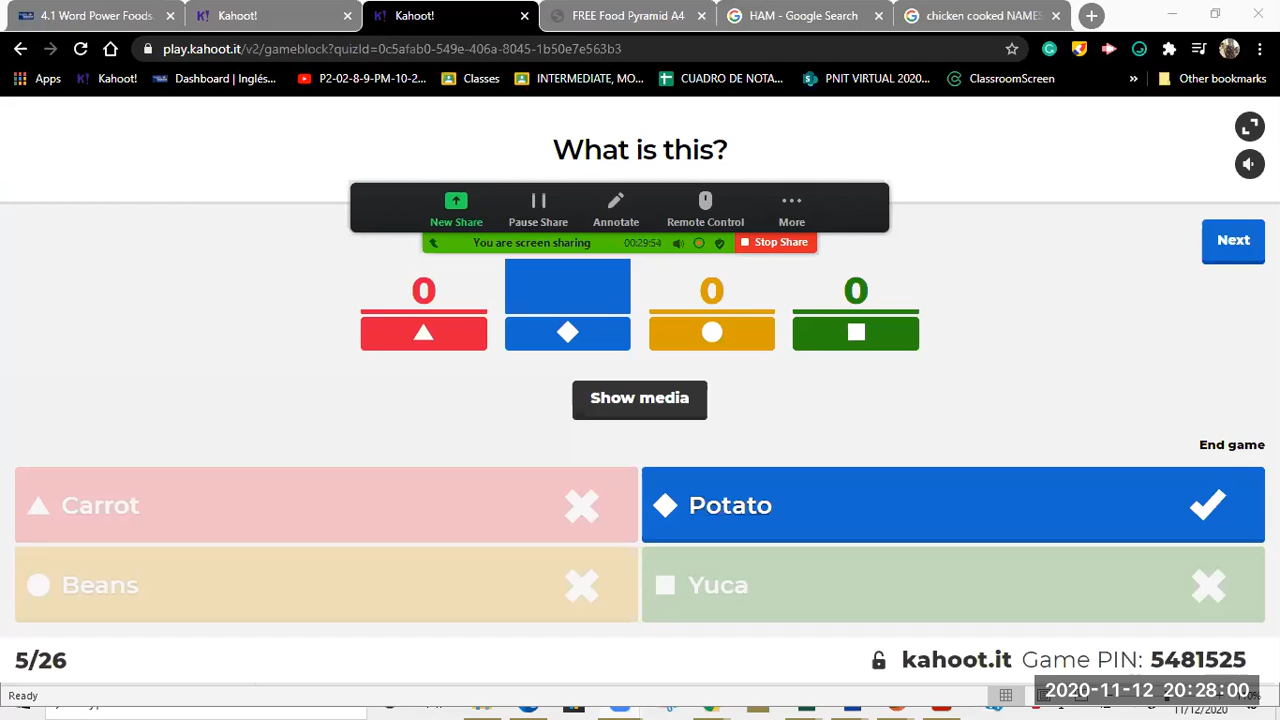 4.1 Word Power Foods
Kahoot!
Kahoot!
FREE Food Pyramid A4
HAM - Google Search
chicken cooked NAMES
play.kahoot.it/v2/gameblock?quizId=0c5afab0-549e-406a-8045-1b50e7e563b3
Apps
Kahoot!
Dashboard | Inglés...
P2-02-8-9-PM-10-2...
Classes
INTERMEDIATE, MO...
CUADRO DE NOTA...
PNIT VIRTUAL 2020...
ClassroomScreen
»
Other bookmarks
What is this?
New Share
Pause Share
Annotate
Remote Control
More
You are screen sharing
00:29:54
Stop Share
Next
0
0
0
Show media
End game
Carrot
Potato
Beans
Yuca
5/26
kahoot.it Game PIN: 5481525
Ready
2020-11-12 20:28:00
11/12/2020